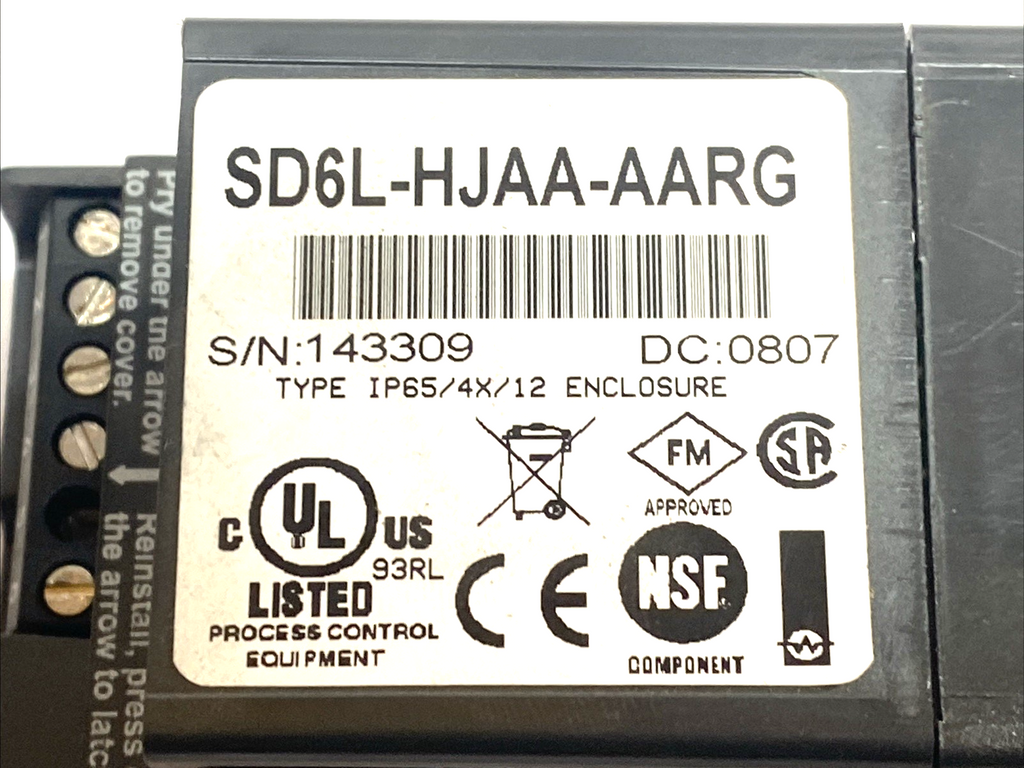 SD6L-HJAA-AARG
S/N:143309 DC:0807
TYPE IP65/4X/12 ENCLOSURE
FM
APPROVED
SA
C UL US
93RL
LISTED
PROCESS CONTROL
EQUIPMENT
CE
NSF
COMPONENT
W
Pry under the arrow
to remove cover.
Reinstall, press
the arrow to latc